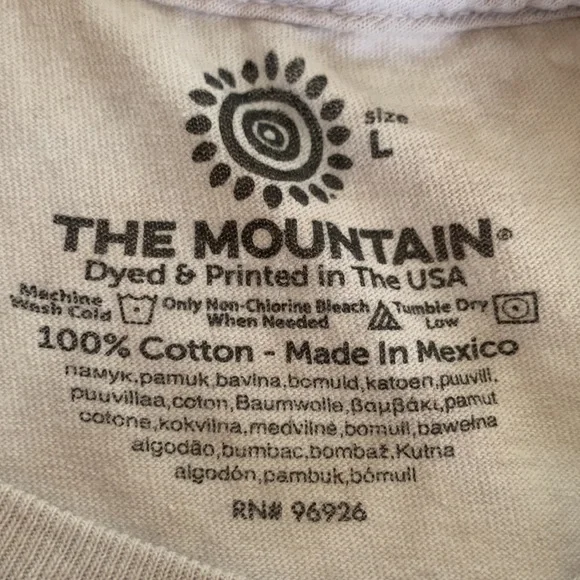 size
L
THE MOUNTAIN®
Dyed & Printed in The USA
Machine Wash Cold Only Non-Chlorine Bleach When Needed Tumble Dry Low
100% Cotton - Made In Mexico
памук,pamuk,bavlna,bomuld,katoen,puuvill,
puuvillaa,coton,Baumwolle,βαμβάκι,pamut
cotone,kokvilna,medvilnė,bomull,bawełna
algodão,bumbac,bombaž,Kutna
algodón,pambuk,bómull
RN# 96926